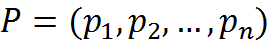 P = (p₁, p₂, …, pₙ)